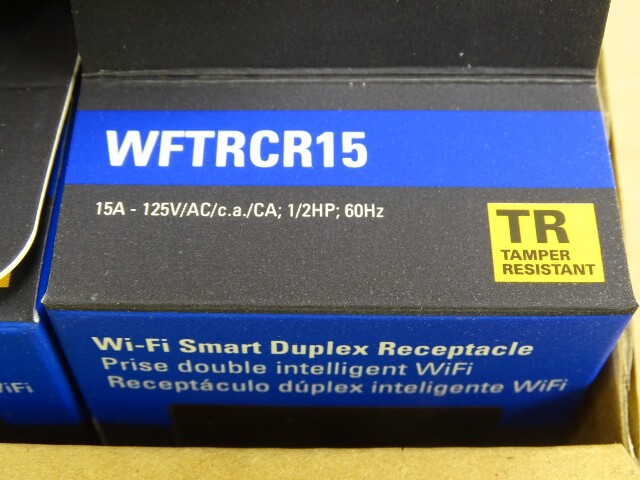 WFTRCR15
15A - 125V/AC/c.a./CA; 1/2HP; 60Hz
TR
TAMPER
RESISTANT
Wi-Fi Smart Duplex Receptacle
Prise double intelligent WiFi
Receptáculo dúplex inteligente WiFi
WiFi